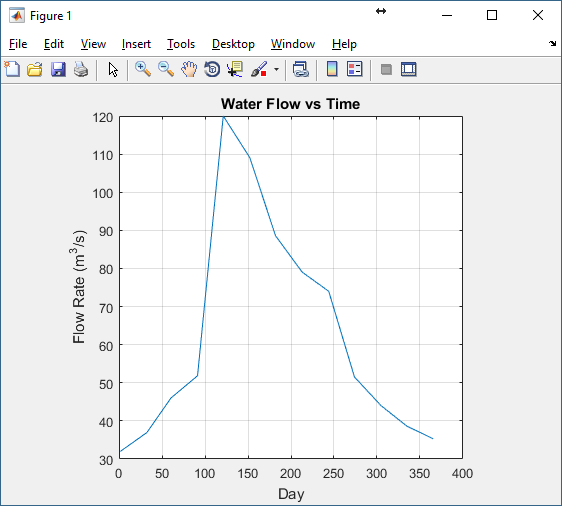 Figure 1
File Edit View Insert Tools Desktop Window Help
Water Flow vs Time
120
110
100
90
80
70
60
50
40
30
Flow Rate (m³/s)
0 50 100 150 200 250 300 350 400
Day